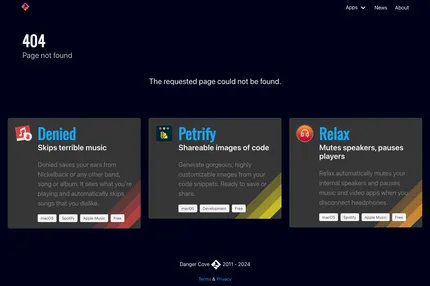 Apps News About
404
Page not found
The requested page could not be found.
Denied
Skips terrible music
Denied saves your ears from
Nickelback or any other band,
song or album. It sees what you're
playing and automatically skips
songs that you dislike.
macOS Spotify Apple Music Free
Petrify
Shareable images of code
Generate gorgeous, highly
customizable images from your
code snippets. Ready to save or
share.
macOS Development Free
Relax
Mutes speakers, pauses
players
Relax automatically mutes your
internal speakers and pauses
music and video apps when you
disconnect headphones.
macOS Spotify Apple Music Free
Danger Cove 2011 - 2024
Terms & Privacy